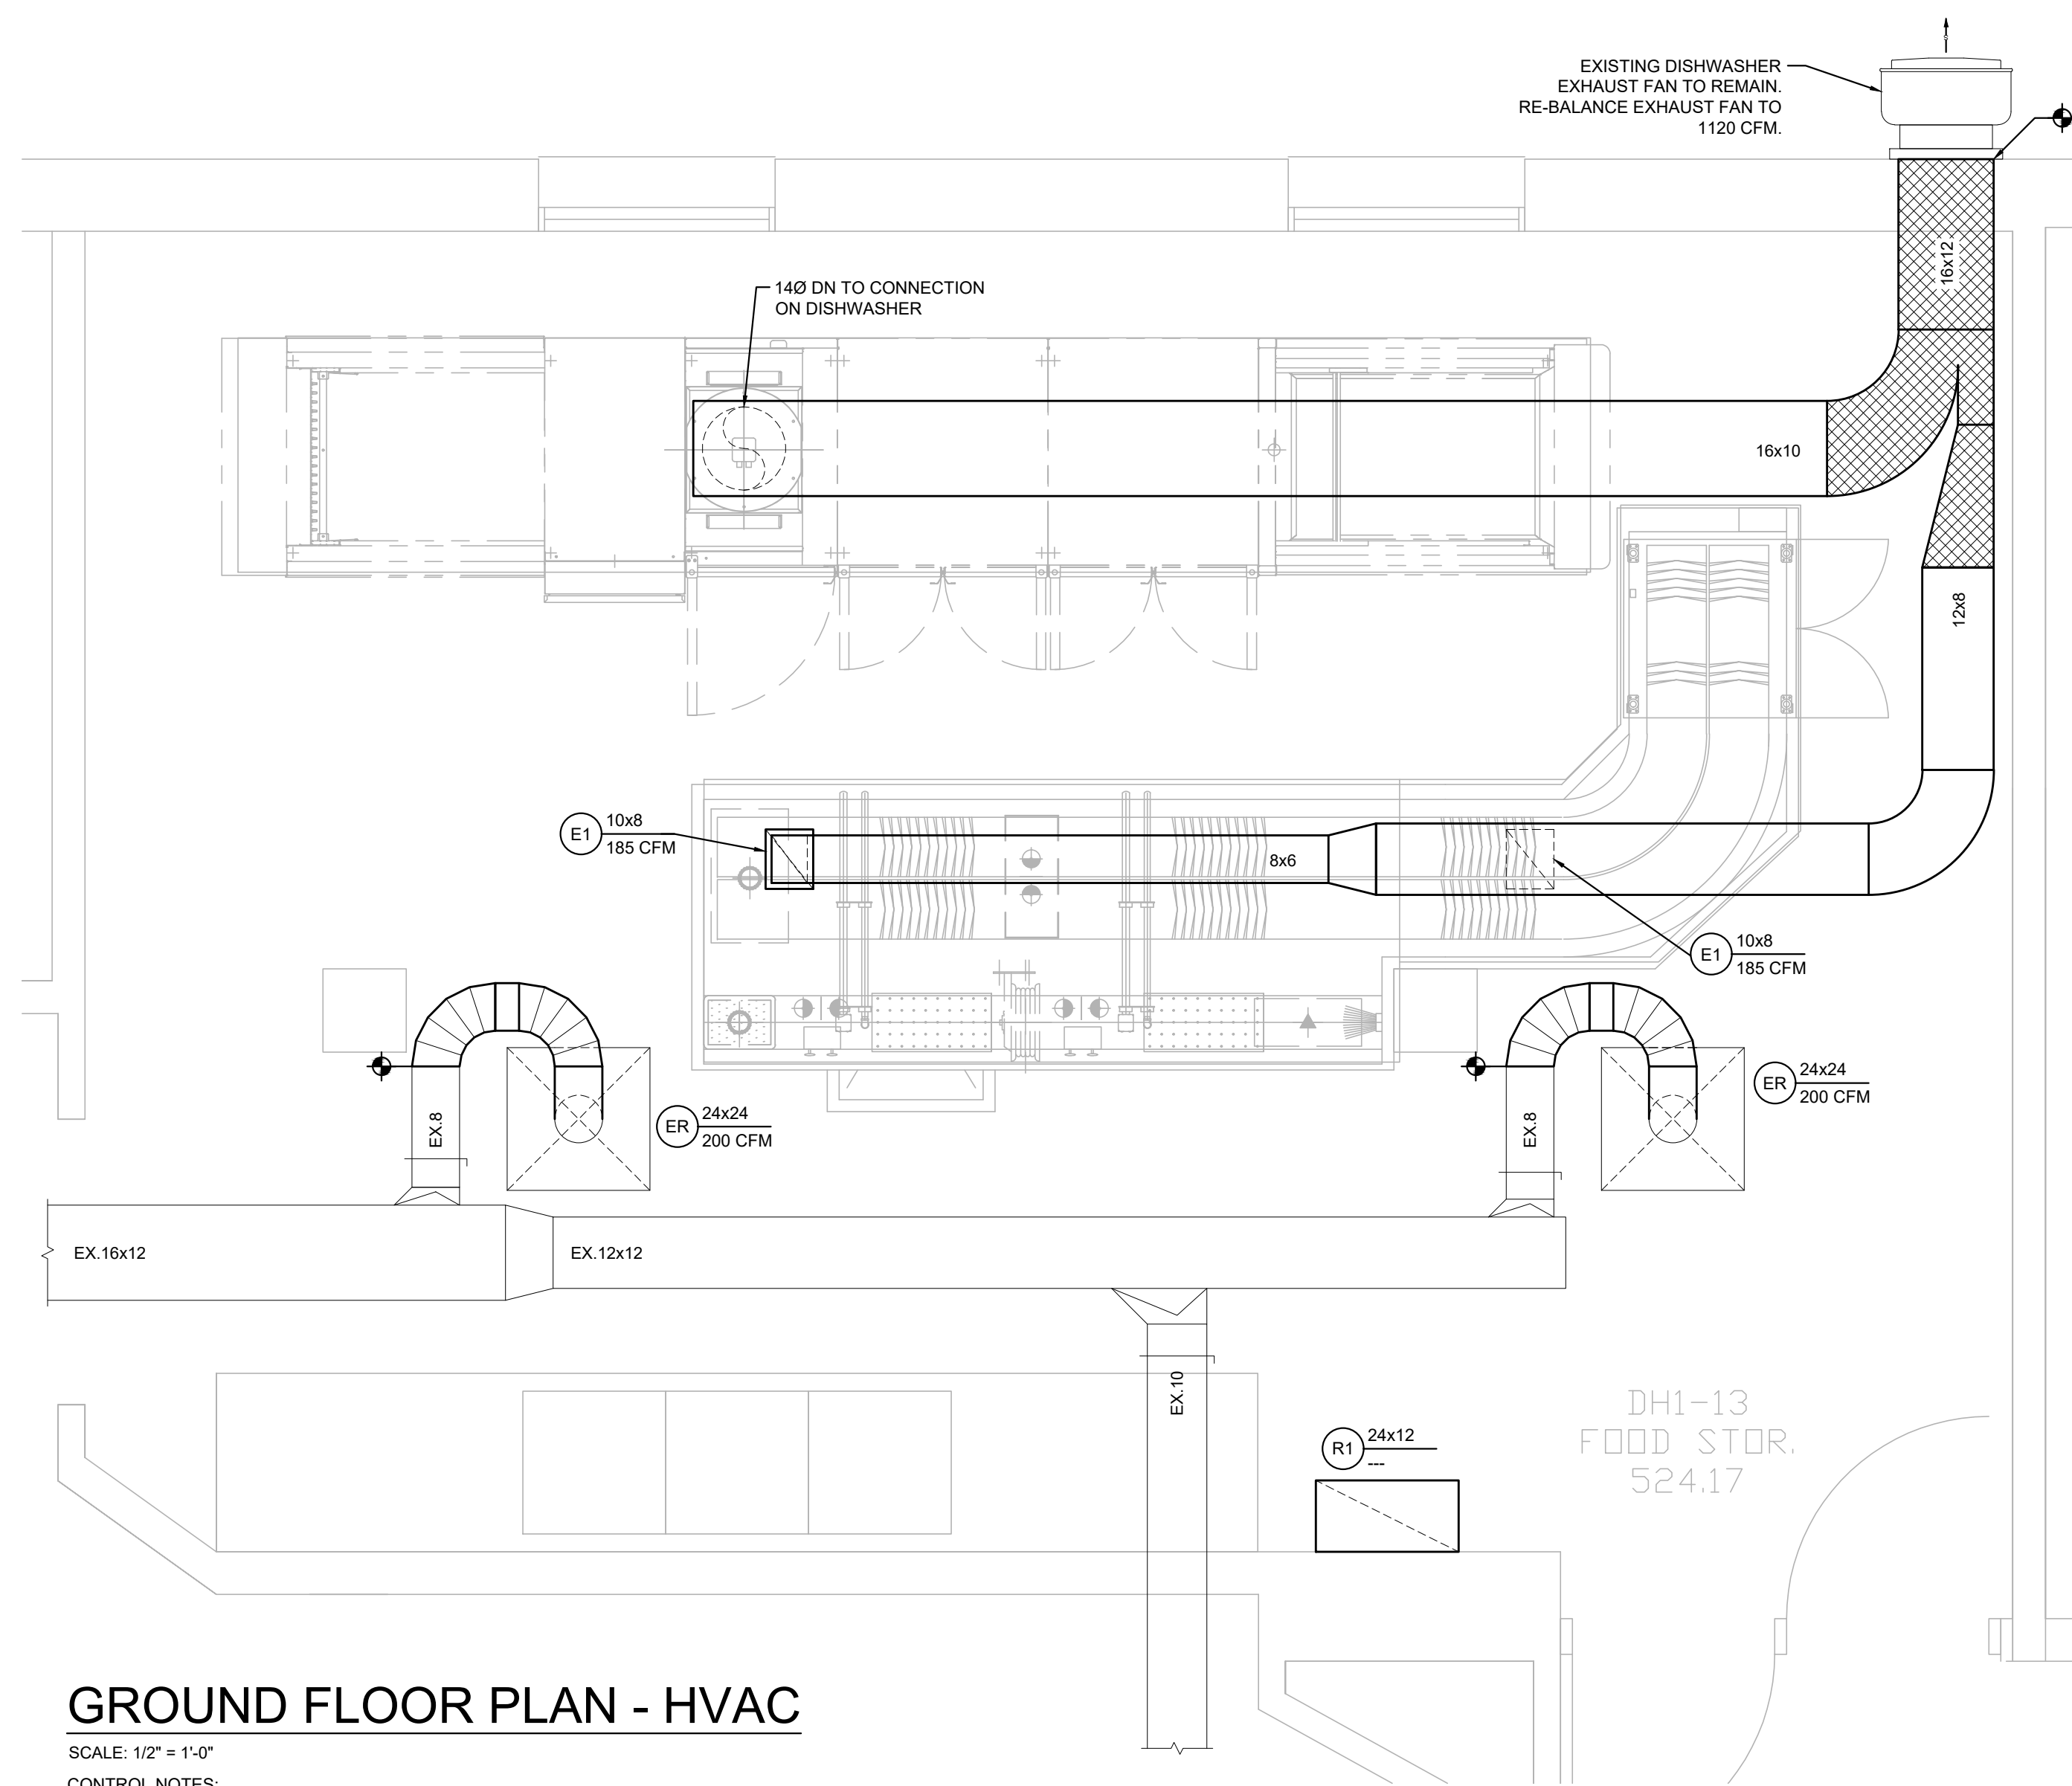 EXISTING DISHWASHER
EXHAUST FAN TO REMAIN.
RE-BALANCE EXHAUST FAN TO
1120 CFM.
16x12
14Ø DN TO CONNECTION
ON DISHWASHER
16x10
12x8
E1
10x8
185 CFM
8x6
E1
10x8
185 CFM
EX.8
ER
24x24
200 CFM
EX.8
ER
24x24
200 CFM
EX.16x12
EX.12x12
EX.10
R1
24x12
---
DH1-13
FOOD STOR.
524.17
GROUND FLOOR PLAN - HVAC
SCALE: 1/2" = 1'-0"
CONTROL NOTES: